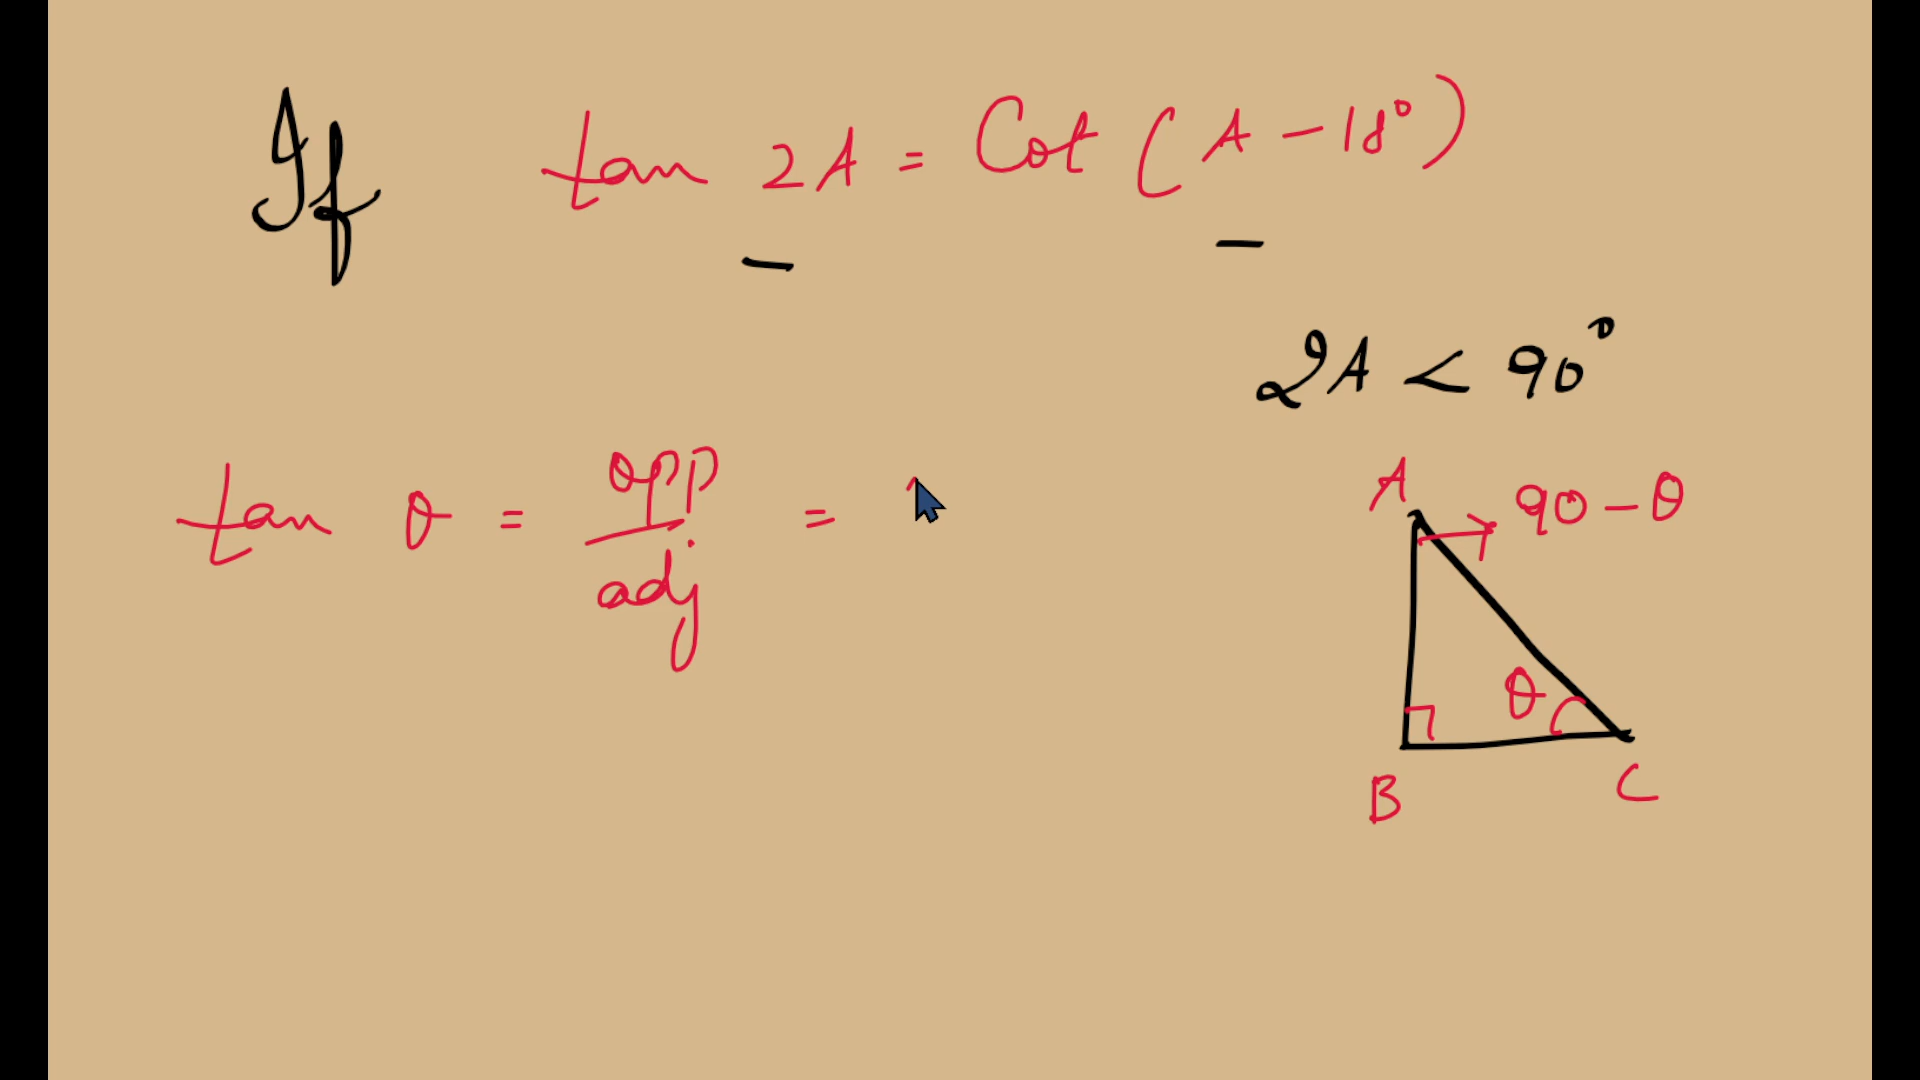 If tan 2A = Cot (A - 18°)
2A < 90°
tan θ = opp/adj =
A
90 - θ
θ
B
C